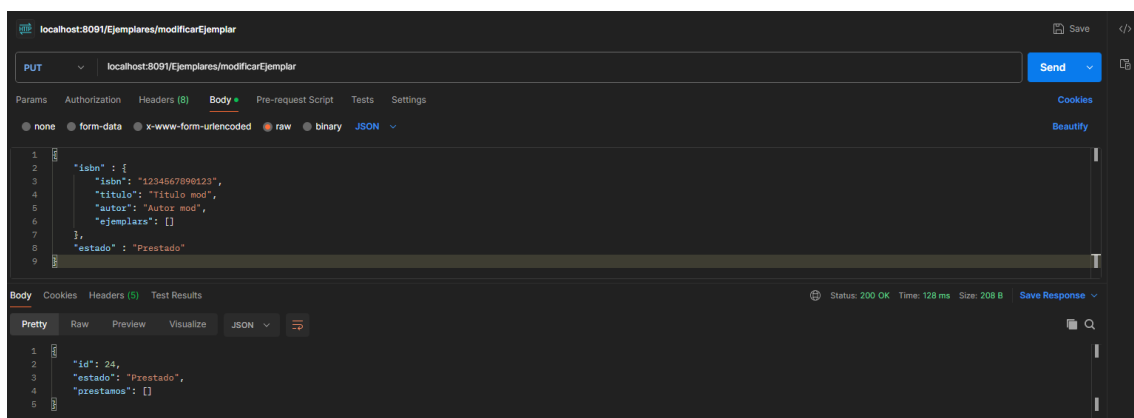 HTTP localhost:8091/Ejemplares/modificarEjemplar Save </>
PUT localhost:8091/Ejemplares/modificarEjemplar Send
Params Authorization Headers (8) Body Pre-request Script Tests Settings Cookies
none form-data x-www-form-urlencoded raw binary JSON Beautify
1 {
2 "isbn" : {
3 "isbn": "1234567890123",
4 "titulo": "Titulo mod",
5 "autor": "Autor mod",
6 "ejemplars": []
7 },
8 "estado" : "Prestado"
9 }
Body Cookies Headers (5) Test Results Status: 200 OK Time: 128 ms Size: 208 B Save Response
Pretty Raw Preview Visualize JSON
1 {
2 "id": 24,
3 "estado": "Prestado",
4 "prestamos": []
5 }